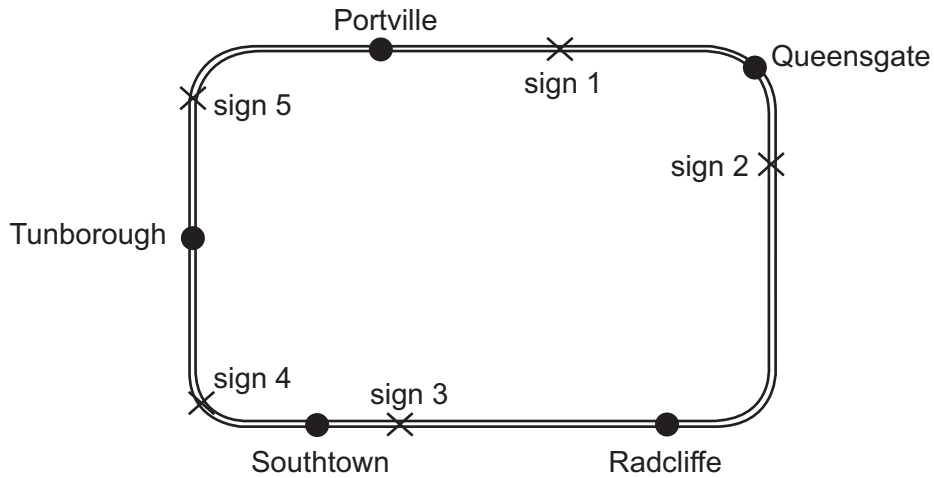 Portville
Queensgate
sign 1
sign 5
sign 2
Tunborough
sign 4
sign 3
Southtown
Radcliffe